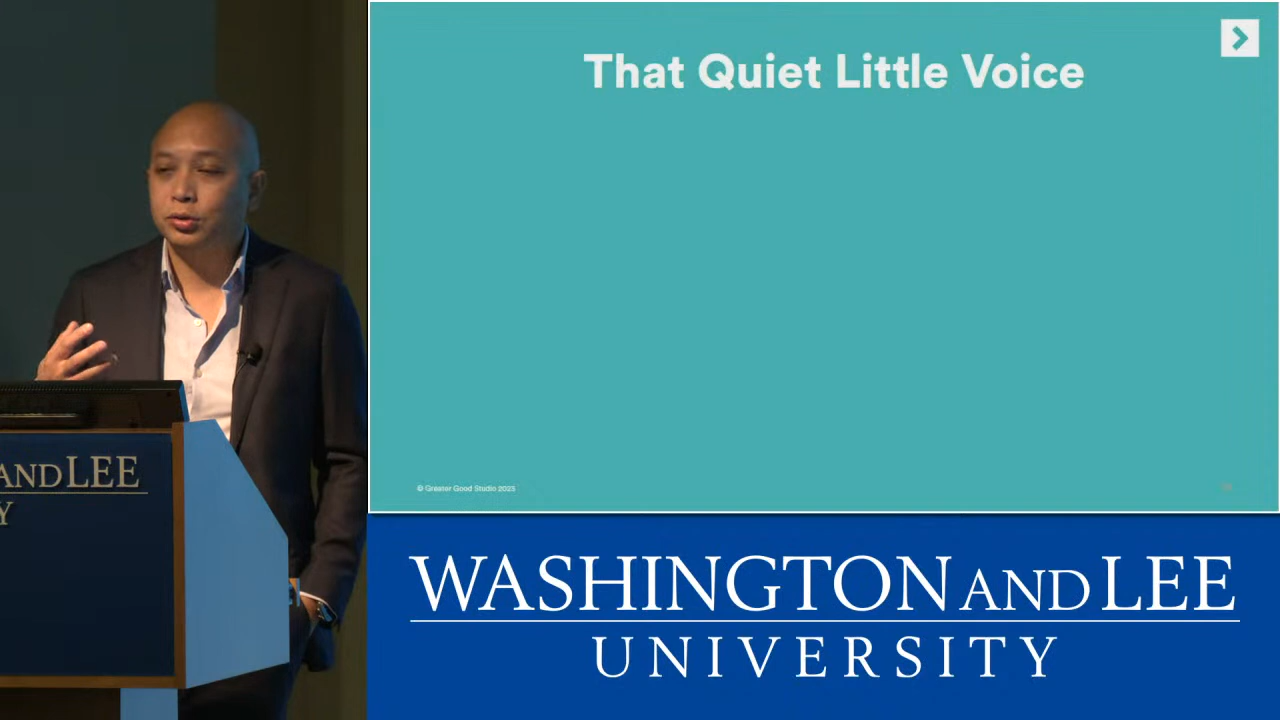 That Quiet Little Voice
© Greater Good Studio 2023
AND LEE
Y
WASHINGTON AND LEE
UNIVERSITY